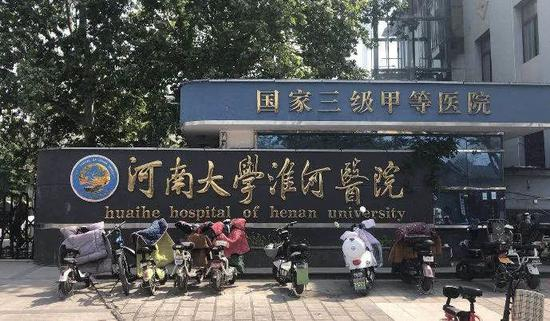 国家三级甲等医院
河南大學淮河醫院
huaihe hospital of henan university